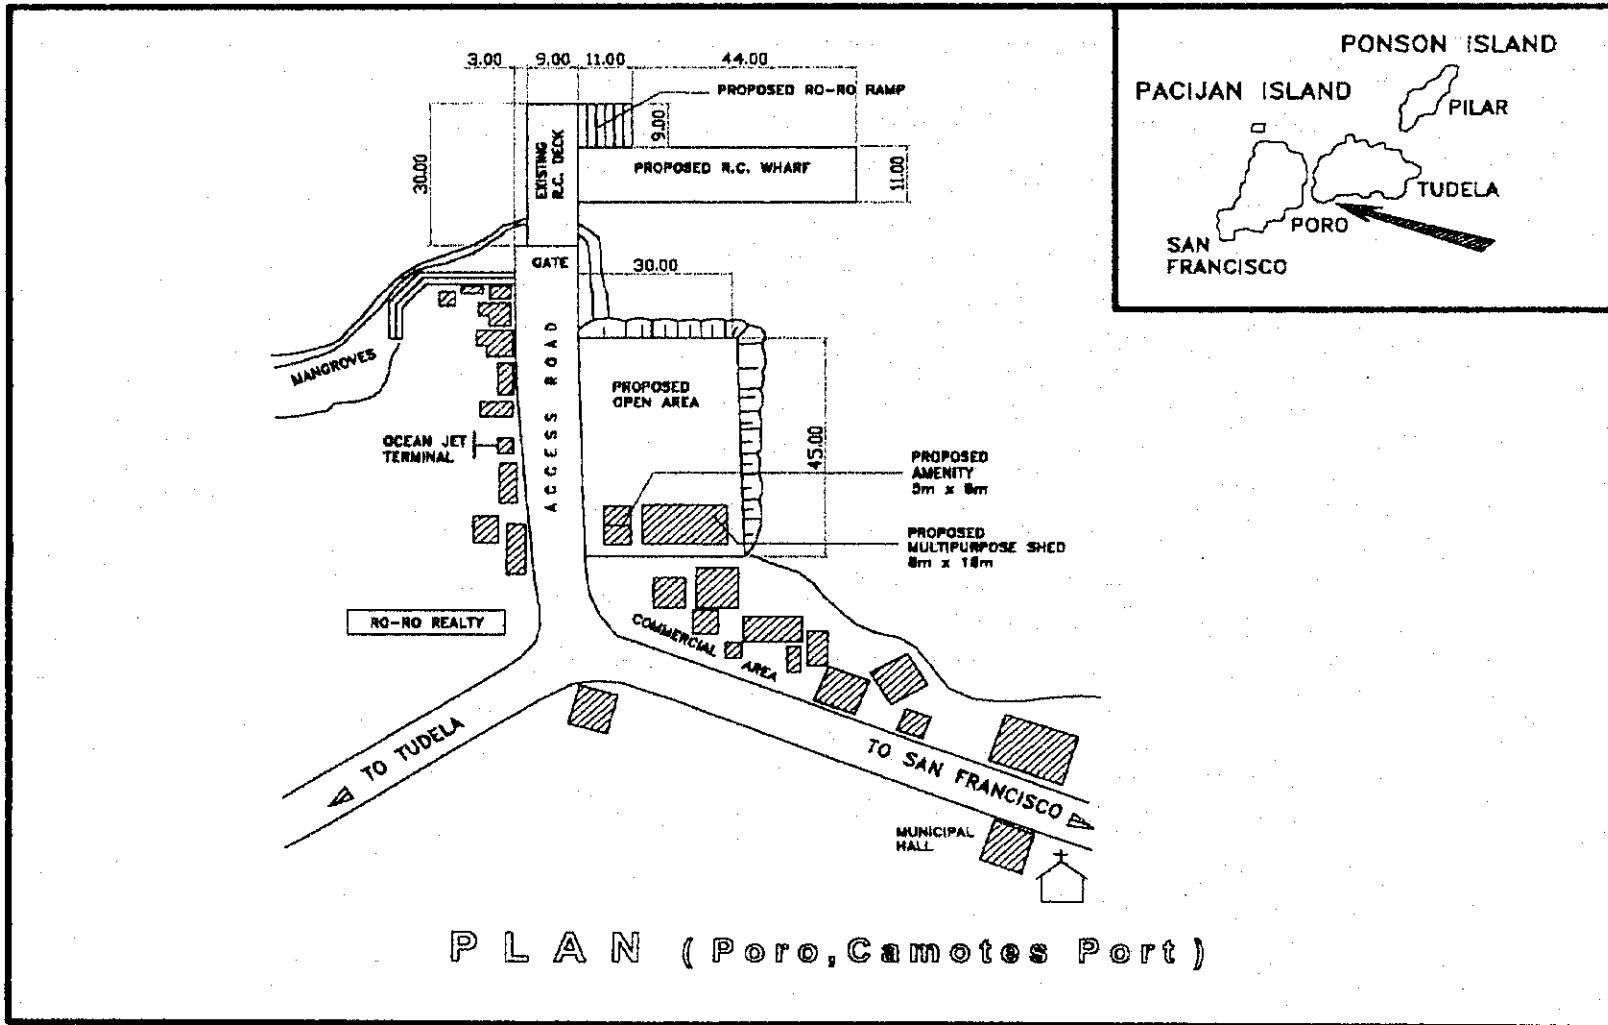 3.00 9.00 11.00 44.00
PROPOSED RO-RO RAMP
9.00
30.00
EXISTING
R.C. DECK
PROPOSED R.C. WHARF
11.00
GATE
30.00
MANGROVES
ACCESS ROAD
PROPOSED
OPEN AREA
OCEAN JET
TERMINAL
45.00
PROPOSED
AMENITY
PROPOSED
MULTIPURPOSE SHED
RO-RO REALTY
COMMERCIAL
AREA
TO TUDELA
TO SAN FRANCISCO
MUNICIPAL
HALL
PLAN (Poro,Camotes Port)
PONSON ISLAND
PACIJAN ISLAND
PILAR
TUDELA
PORO
SAN
FRANCISCO